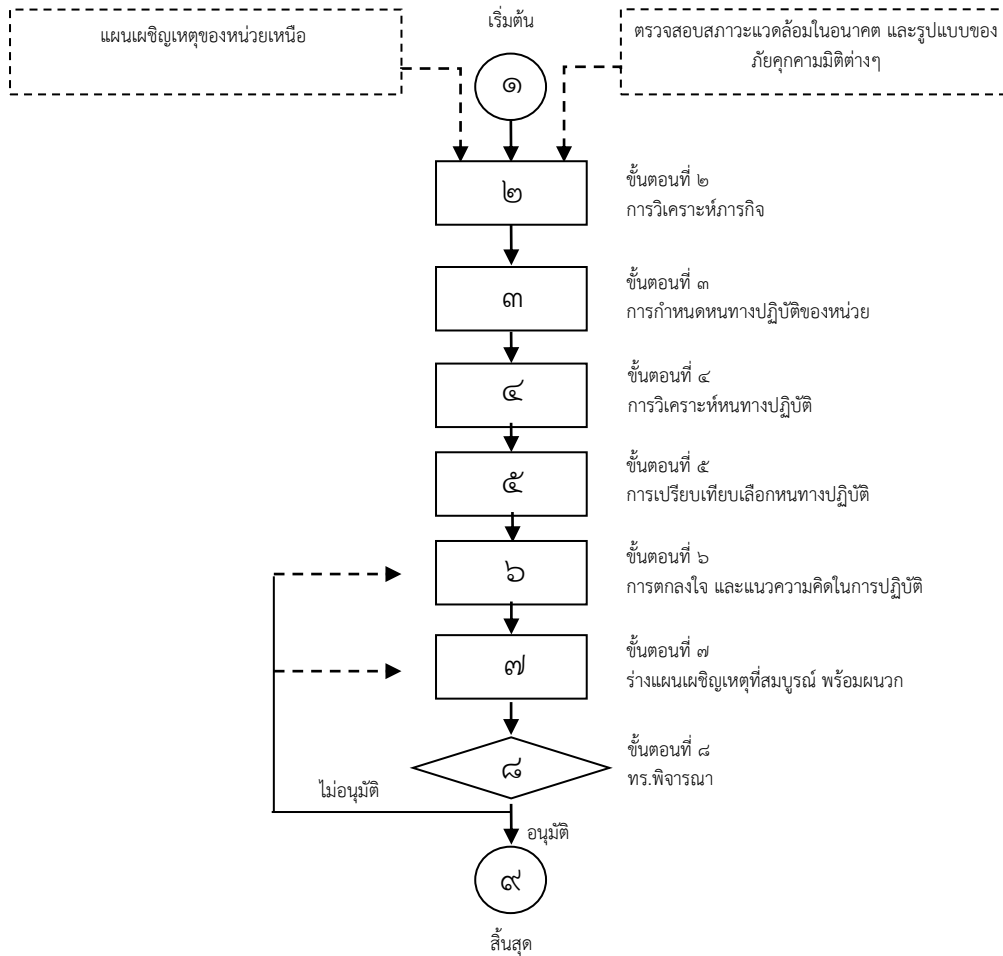 เริ่มต้น
แผนเผชิญเหตุของหน่วยเหนือ
ตรวจสอบสภาวะแวดล้อมในอนาคต และรูปแบบของ
ภัยคุกคามมิติต่างๆ
๑
๒
ขั้นตอนที่ ๒
การวิเคราะห์ภารกิจ
๓
ขั้นตอนที่ ๓
การกำหนดหนทางปฏิบัติของหน่วย
๔
ขั้นตอนที่ ๔
การวิเคราะห์หนทางปฏิบัติ
๕
ขั้นตอนที่ ๕
การเปรียบเทียบเลือกหนทางปฏิบัติ
๖
ขั้นตอนที่ ๖
การตกลงใจ และแนวความคิดในการปฏิบัติ
๗
ขั้นตอนที่ ๗
ร่างแผนเผชิญเหตุที่สมบูรณ์ พร้อมผนวก
๘
ขั้นตอนที่ ๘
ทร.พิจารณา
ไม่อนุมัติ
อนุมัติ
๙
สิ้นสุด